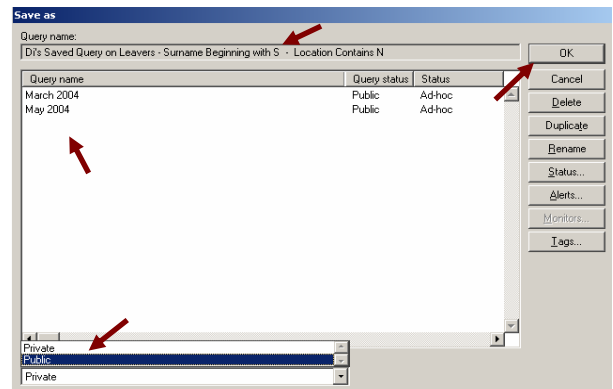 Save as
Query name:
Di's Saved Query on Leavers - Surname Beginning with S - Location Contains N
OK
Query name Query status Status
Cancel
March 2004 Public Ad-hoc
May 2004 Public Ad-hoc
Delete
Duplicate
Rename
Status...
Alerts...
Monitors...
Tags...
Private
Public
Private